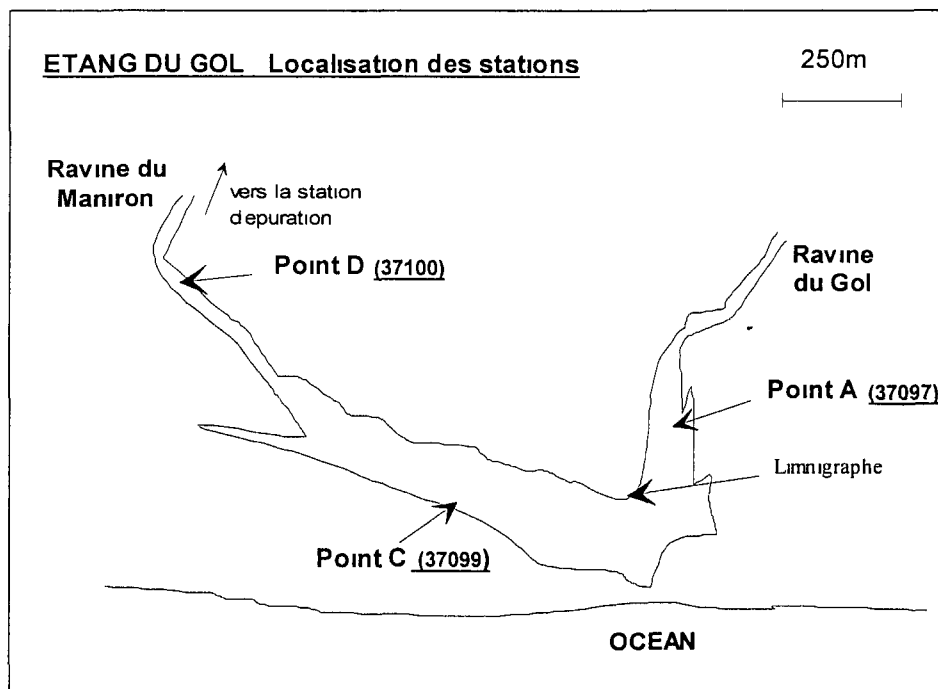 ETANG DU GOL Localisation des stations
250m
Ravine du
Maniron
vers la station
d epuration
Point D (37100)
Ravine
du Gol
Point A (37097)
Limnigraphe
Point C (37099)
OCEAN